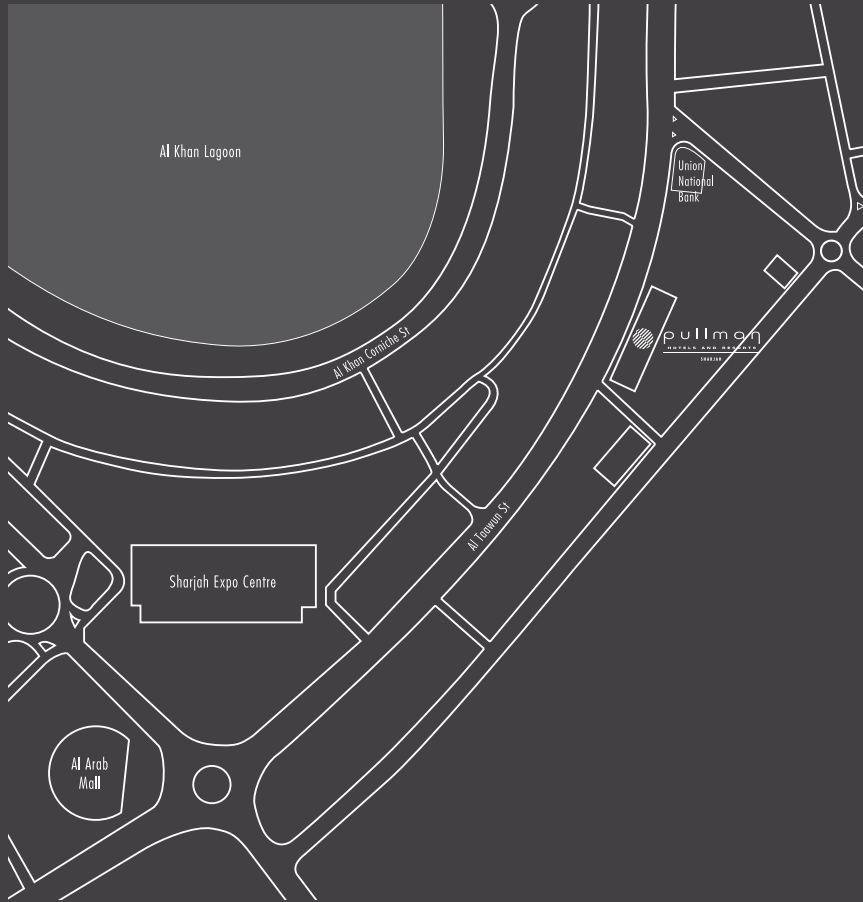 Al Khan Lagoon
Union
National
Bank
pullman
HOTELS AND RESORTS
SHARJAH
Al Khan Corniche St
Al Taawun St
Sharjah Expo Centre
Al Arab
Mall